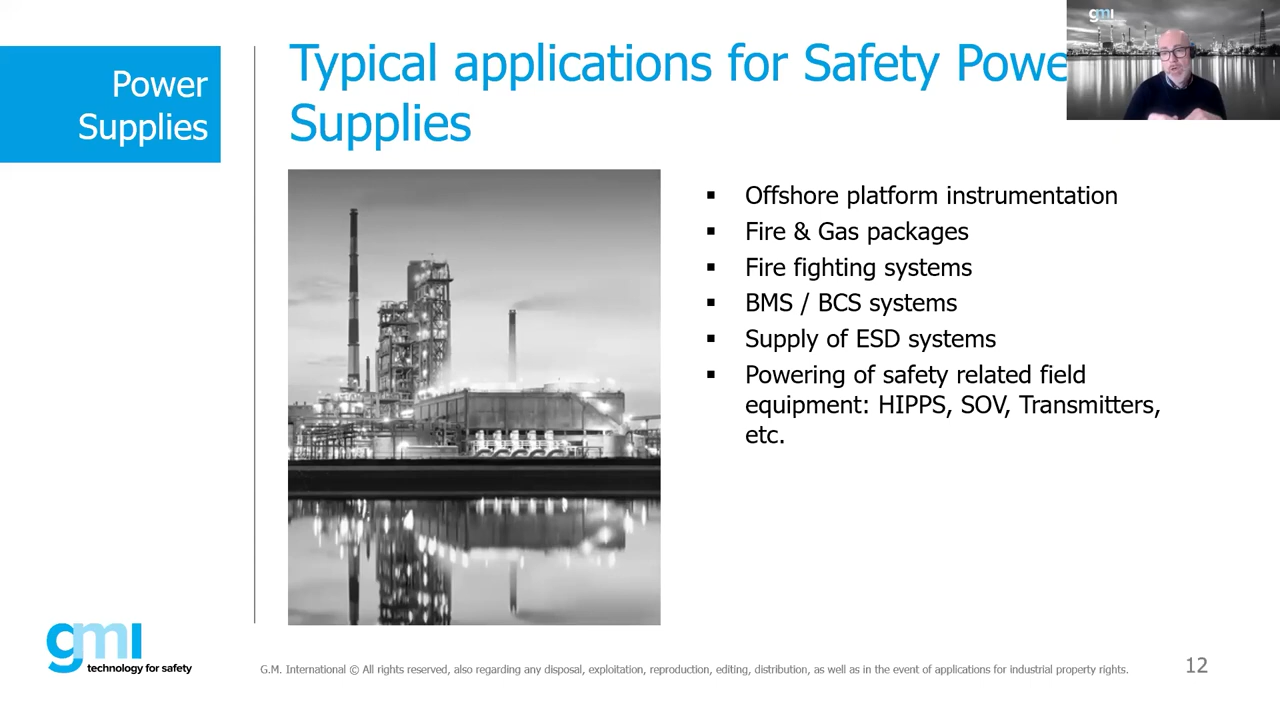 Power
Supplies
Typical applications for Safety Powe
Supplies
gmi
▪ Offshore platform instrumentation
▪ Fire & Gas packages
▪ Fire fighting systems
▪ BMS / BCS systems
▪ Supply of ESD systems
▪ Powering of safety related field
equipment: HIPPS, SOV, Transmitters,
etc.
gmi
technology for safety
G.M. International © All rights reserved, also regarding any disposal, exploitation, reproduction, editing, distribution, as well as in the event of applications for industrial property rights.
12